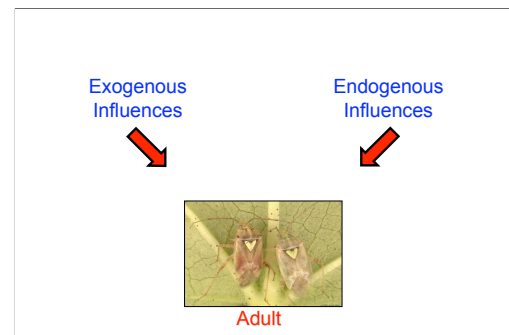 Exogenous
Influences
Endogenous
Influences
Adult